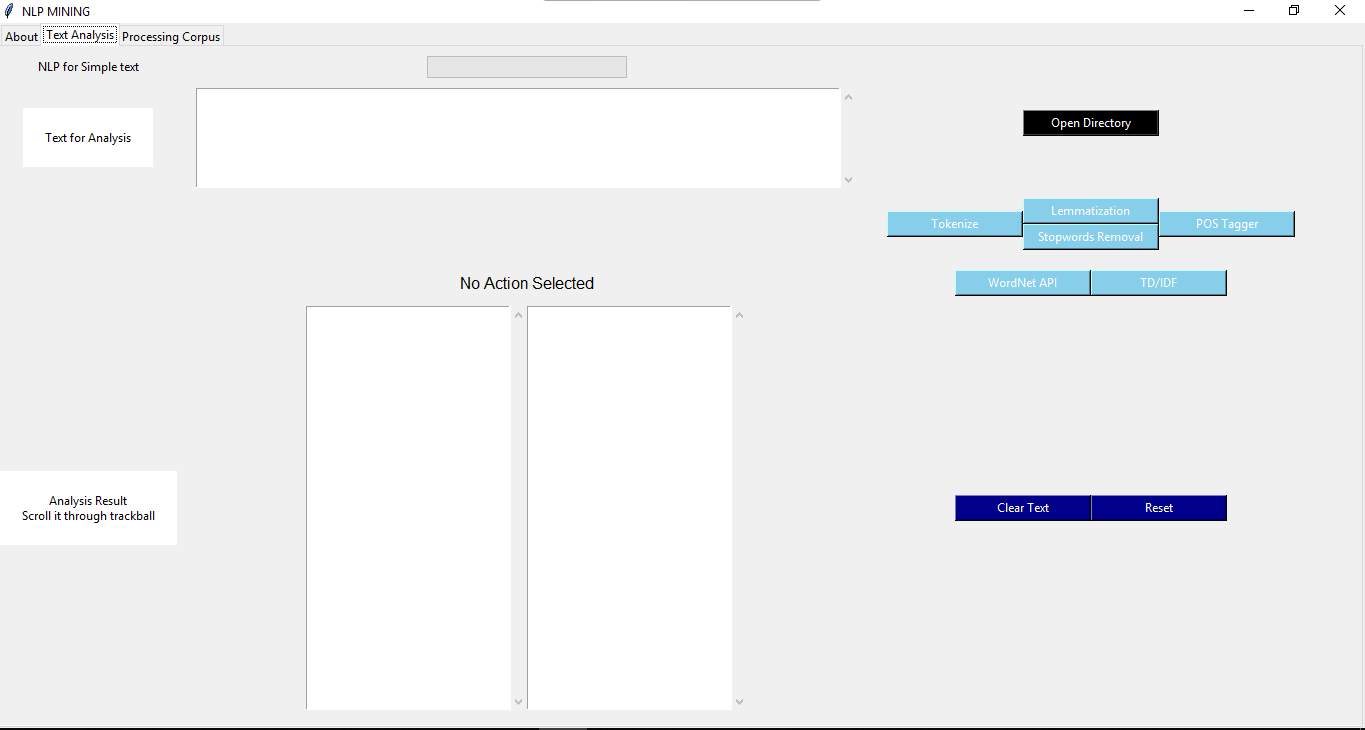 NLP MINING
About Text Analysis Processing Corpus
NLP for Simple text
Text for Analysis
Open Directory
Lemmatization
Tokenize
POS Tagger
Stopwords Removal
No Action Selected
WordNet API
TD/IDF
Analysis Result
Scroll it through trackball
Clear Text
Reset